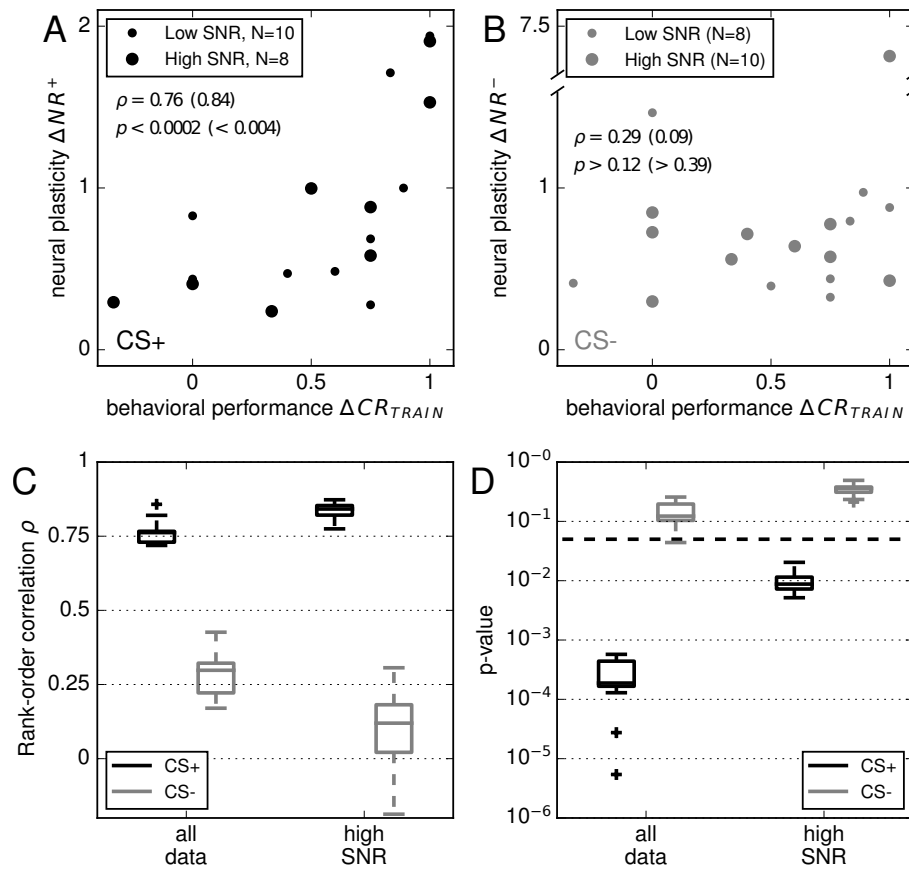 A
2
1
0
neural plasticity ΔNR⁺
Low SNR, N=10
High SNR, N=8
ρ = 0.76 (0.84)
p < 0.0002 (< 0.004)
CS+
0
0.5
1
behavioral performance ΔCR_TRAIN
B
7.5
1
0
neural plasticity ΔNR⁻
Low SNR (N=8)
High SNR (N=10)
ρ = 0.29 (0.09)
p > 0.12 (> 0.39)
CS-
0
0.5
1
behavioral performance ΔCR_TRAIN
C
1
0.75
0.5
0.25
0
Rank-order correlation ρ
CS+
CS-
all
data
high
SNR
D
10⁻⁰
10⁻¹
10⁻²
10⁻³
10⁻⁴
10⁻⁵
10⁻⁶
p-value
CS+
CS-
all
data
high
SNR